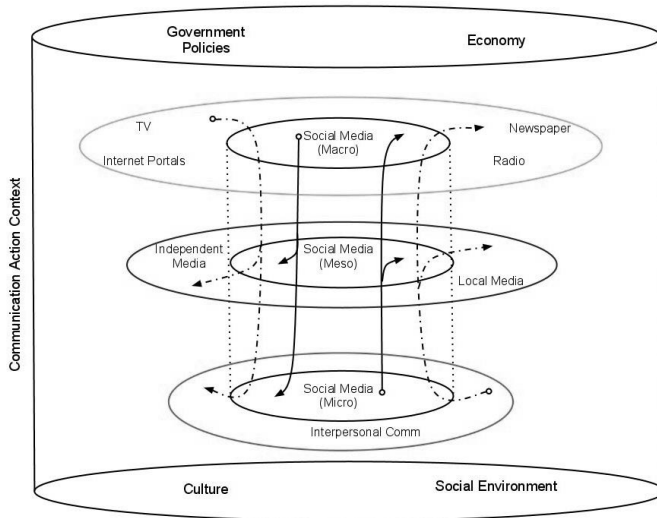 Government
Policies
Economy
Communication Action Context
TV
Internet Portals
Social Media
(Macro)
Newspaper
Radio
Independent
Media
Social Media
(Meso)
Local Media
Social Media
(Micro)
Interpersonal Comm
Culture
Social Environment